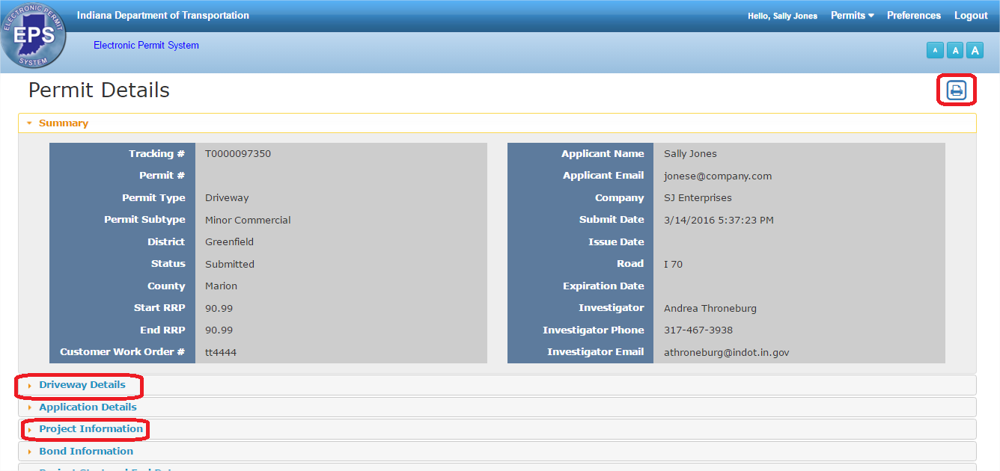 ELECTRONIC PERMIT
EPS
SYSTEM
Indiana Department of Transportation
Hello, Sally Jones Permits Preferences Logout
Electronic Permit System
A A A
Permit Details
Summary
Tracking # T0000097350
Permit #
Permit Type Driveway
Permit Subtype Minor Commercial
District Greenfield
Status Submitted
County Marion
Start RRP 90.99
End RRP 90.99
Customer Work Order # tt4444
Applicant Name Sally Jones
Applicant Email jonese@company.com
Company SJ Enterprises
Submit Date 3/14/2016 5:37:23 PM
Issue Date
Road I 70
Expiration Date
Investigator Andrea Throneburg
Investigator Phone 317-467-3938
Investigator Email athroneburg@indot.in.gov
Driveway Details
Application Details
Project Information
Bond Information